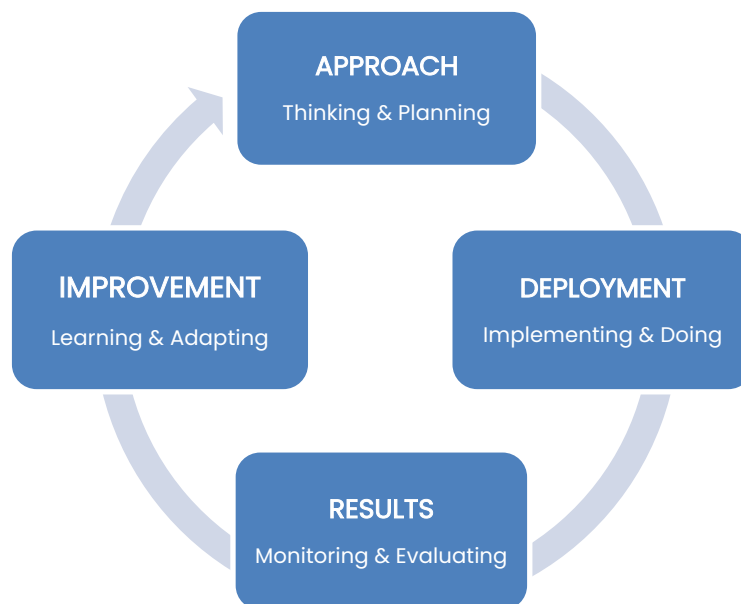 APPROACH
Thinking & Planning
IMPROVEMENT
Learning & Adapting
DEPLOYMENT
Implementing & Doing
RESULTS
Monitoring & Evaluating